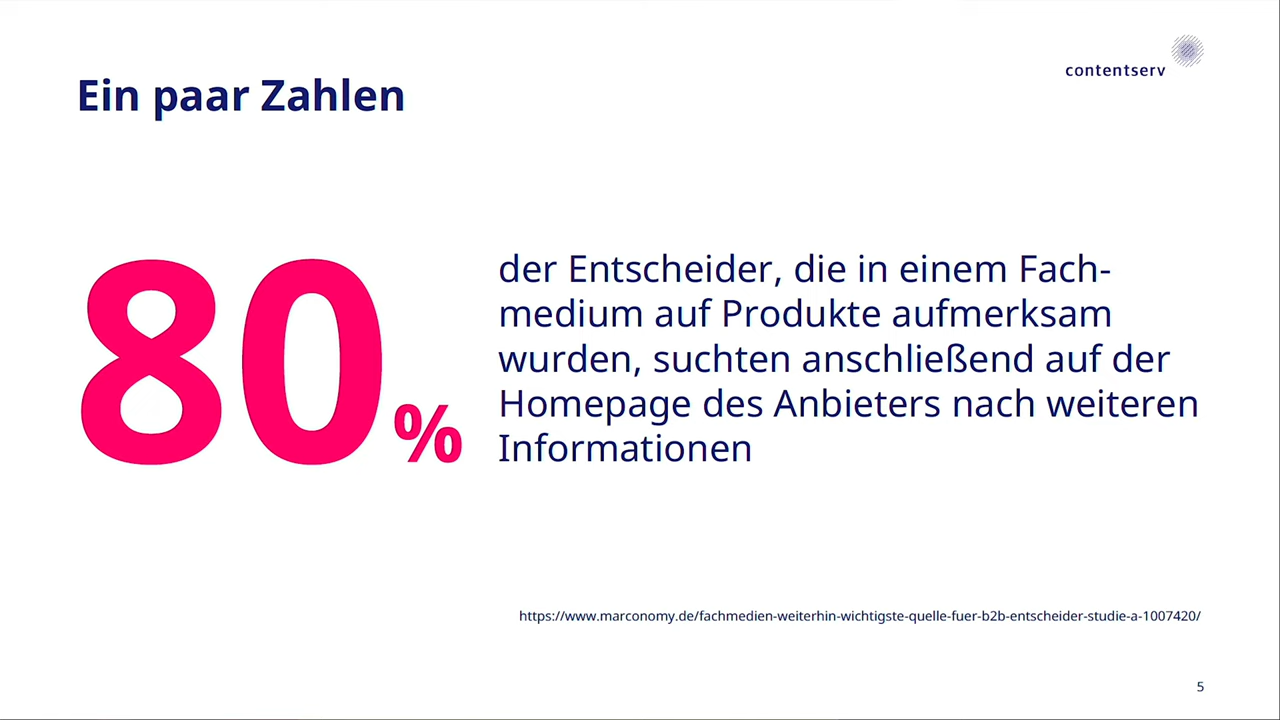 contentserv
Ein paar Zahlen
80%
der Entscheider, die in einem Fach-
medium auf Produkte aufmerksam
wurden, suchten anschließend auf der
Homepage des Anbieters nach weiteren
Informationen
https://www.marconomy.de/fachmedien-weiterhin-wichtigste-quelle-fuer-b2b-entscheider-studie-a-1007420/
5